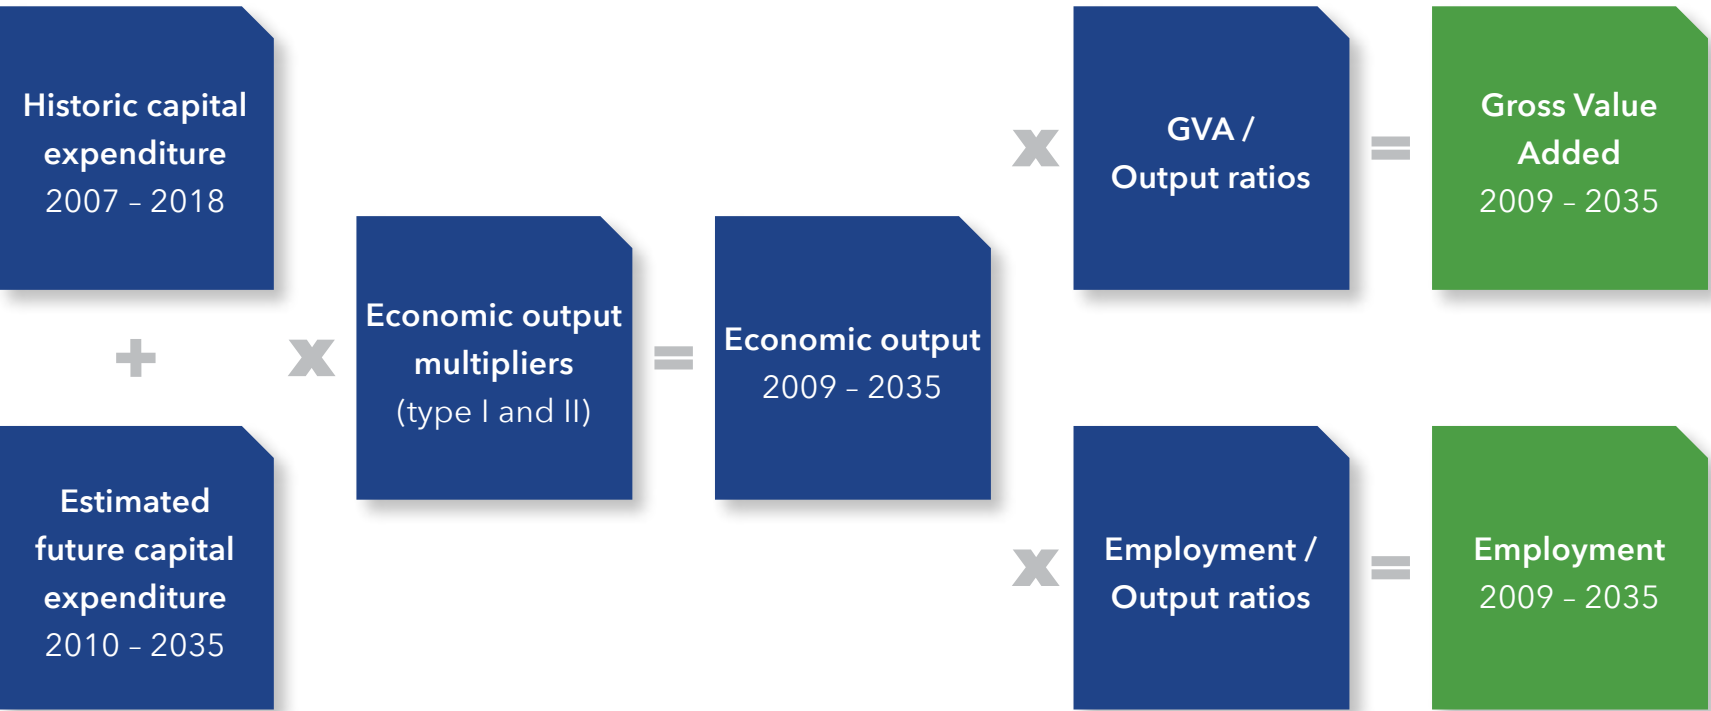 Historic capital
expenditure
2007 – 2018
+
Estimated
future capital
expenditure
2010 – 2035
x
Economic output
multipliers
(type I and II)
=
Economic output
2009 – 2035
x
GVA /
Output ratios
=
Gross Value
Added
2009 – 2035
x
Employment /
Output ratios
=
Employment
2009 – 2035